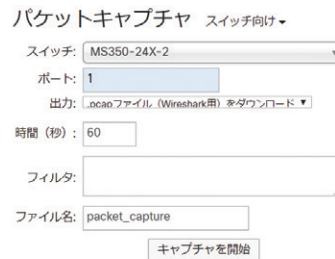 パケットキャプチャ スイッチ向け
スイッチ: MS350-24X-2
ポート: 1
出力: .pcapファイル（Wireshark用）をダウンロード
時間（秒）: 60
フィルタ:
ファイル名: packet_capture
キャプチャを開始